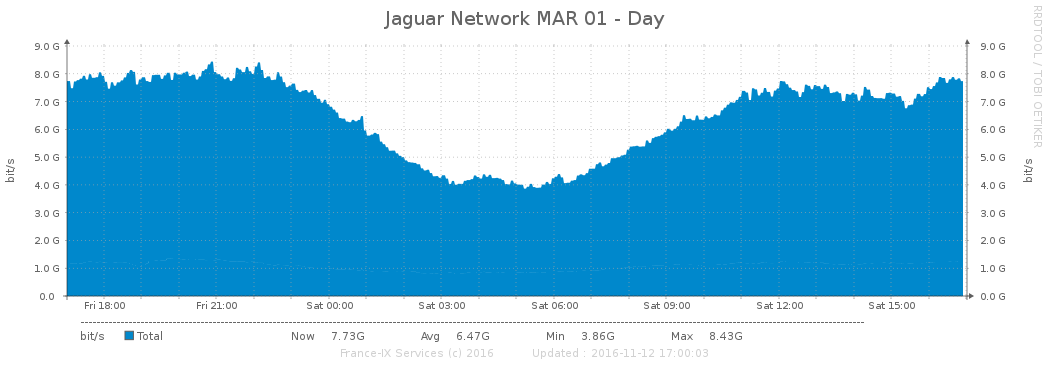 Jaguar Network MAR 01 - Day
RRDTOOL / TOBI OETIKER
9.0 G 9.0 G
8.0 G 8.0 G
7.0 G 7.0 G
6.0 G 6.0 G
5.0 G 5.0 G
4.0 G 4.0 G
3.0 G 3.0 G
2.0 G 2.0 G
1.0 G 1.0 G
0.0 0.0 G
bit/s bit/s
Fri 18:00 Fri 21:00 Sat 00:00 Sat 03:00 Sat 06:00 Sat 09:00 Sat 12:00 Sat 15:00
bit/s Total Now 7.73G Avg 6.47G Min 3.86G Max 8.43G
France-IX Services (c) 2016 Updated : 2016-11-12 17:00:03